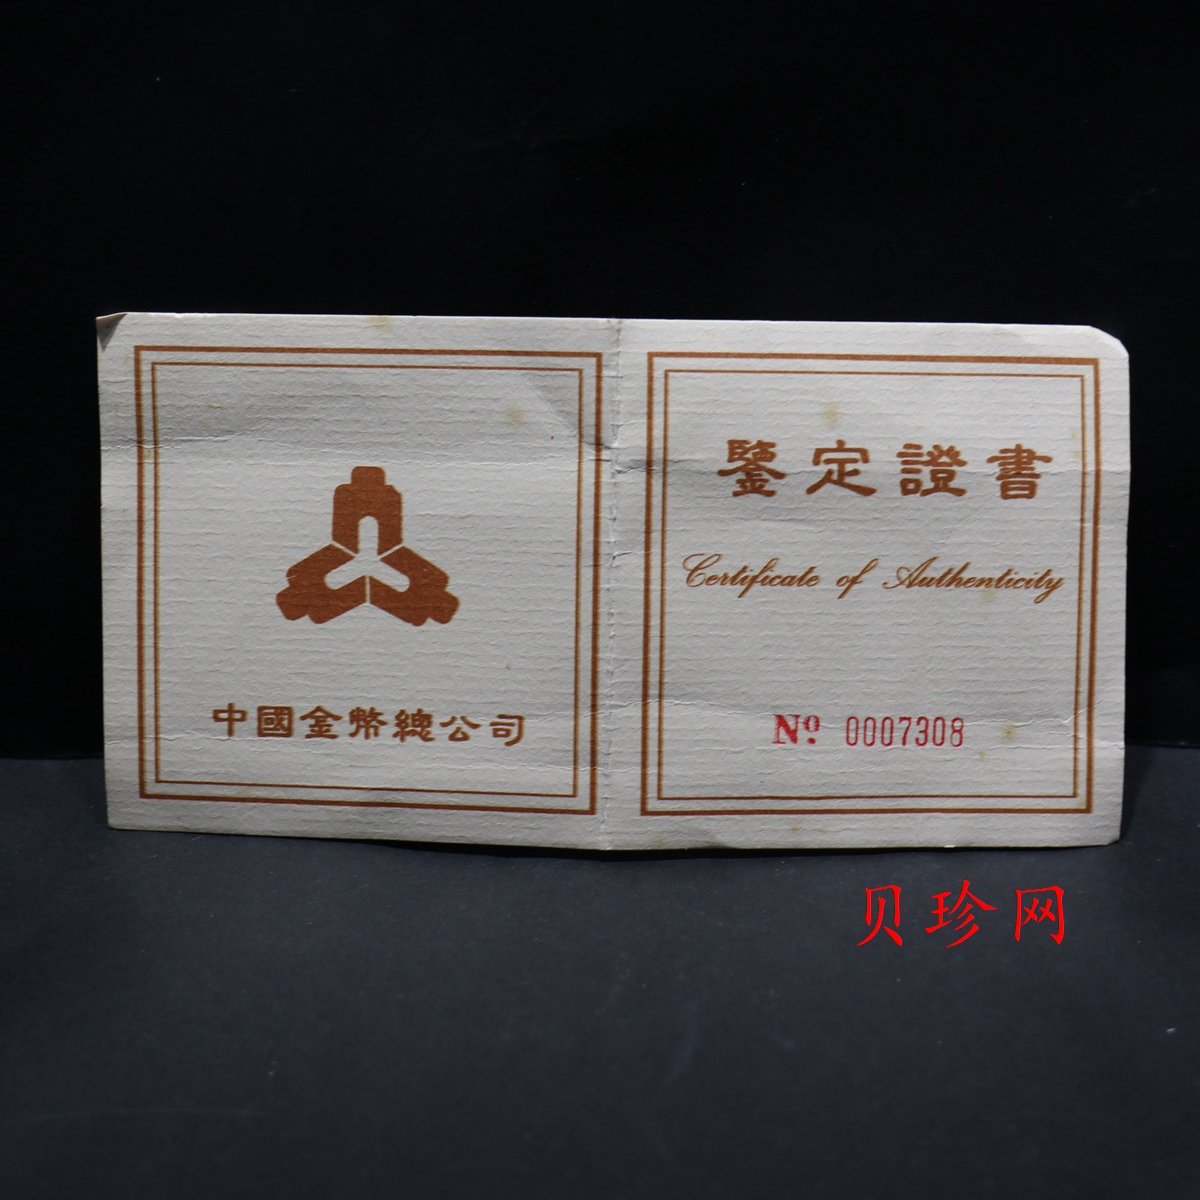 中國金幣總公司
鑒定證書
Certificate of Authenticity
Nº 0007308
贝珍网